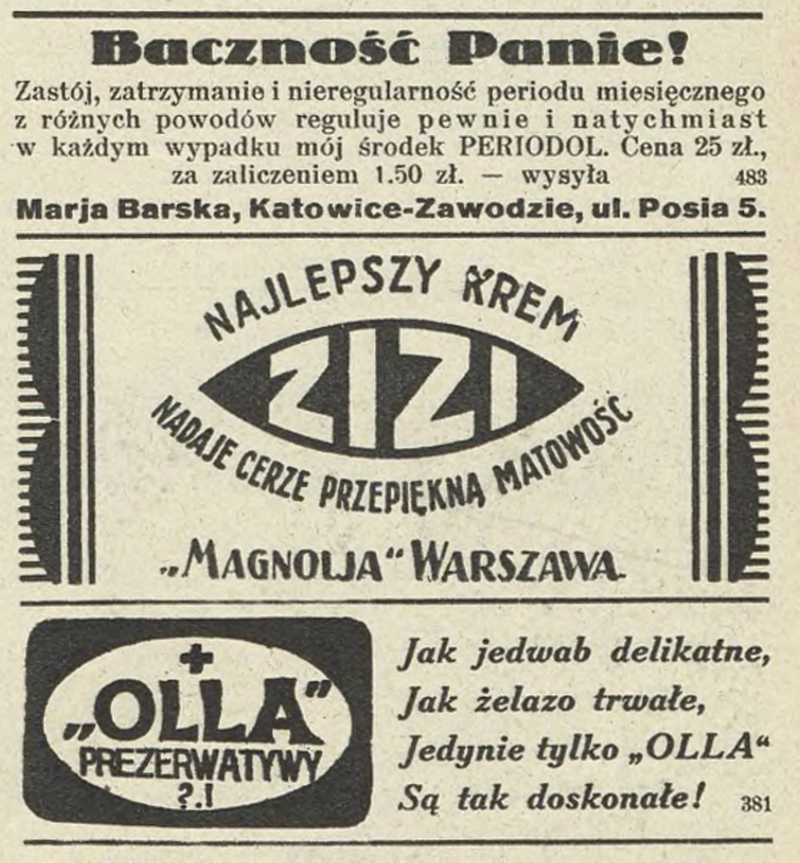 Baczność Panie!
Zastój, zatrzymanie i nieregularność periodu miesięcznego
z różnych powodów reguluje pewnie i natychmiast
w każdym wypadku mój środek PERIODOL. Cena 25 zł.,
za zaliczeniem 1.50 zł. — wysyła 483
Marja Barska, Katowice-Zawodzie, ul. Posia 5.
NAJLEPSZY KREM
ZIZI
NADAJE CERZE PRZEPIĘKNĄ MATOWOŚĆ
„MAGNOLJA“ WARSZAWA
„OLLA”
PREZERWATYWY
?.!
Jak jedwab delikatne,
Jak żelazo trwałe,
Jedynie tylko „OLLA“
Są tak doskonałe! 381